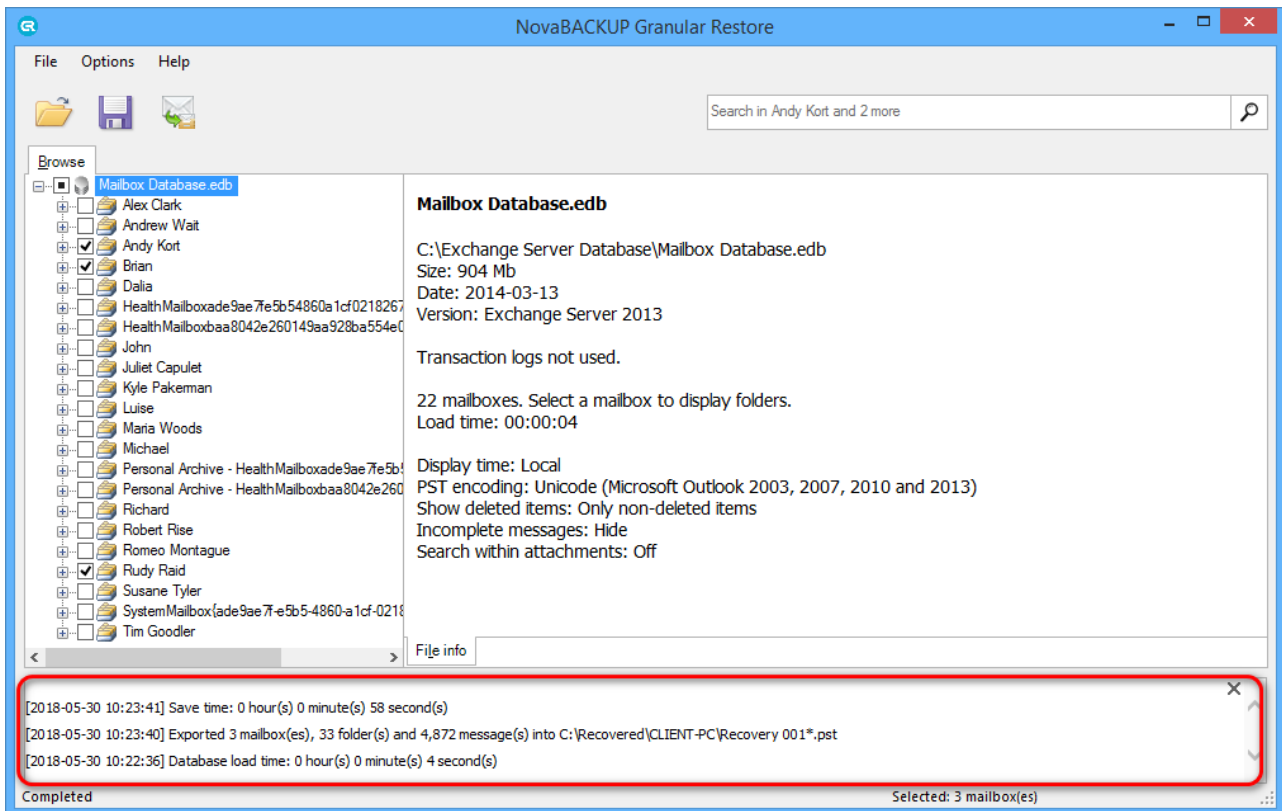 NovaBACKUP Granular Restore
File Options Help
Search in Andy Kort and 2 more
Browse
Mailbox Database.edb
Alex Clark
Andrew Wait
Andy Kort
Brian
Dalia
HealthMailboxade9ae7fe5b54860a1cf0218267
HealthMailboxbaa8042e260149aa928ba554e0
John
Juliet Capulet
Kyle Pakerman
Luise
Maria Woods
Michael
Personal Archive - HealthMailboxade9ae7fe5b5
Personal Archive - HealthMailboxbaa8042e260
Richard
Robert Rise
Romeo Montague
Rudy Raid
Susane Tyler
SystemMailbox{ade9ae7f-e5b5-4860-a1cf-0218
Tim Goodler
Mailbox Database.edb
C:\Exchange Server Database\Mailbox Database.edb
Size: 904 Mb
Date: 2014-03-13
Version: Exchange Server 2013
Transaction logs not used.
22 mailboxes. Select a mailbox to display folders.
Load time: 00:00:04
Display time: Local
PST encoding: Unicode (Microsoft Outlook 2003, 2007, 2010 and 2013)
Show deleted items: Only non-deleted items
Incomplete messages: Hide
Search within attachments: Off
File info
[2018-05-30 10:23:41] Save time: 0 hour(s) 0 minute(s) 58 second(s)
[2018-05-30 10:23:40] Exported 3 mailbox(es), 33 folder(s) and 4,872 message(s) into C:\Recovered\CLIENT-PC\Recovery 001*.pst
[2018-05-30 10:22:36] Database load time: 0 hour(s) 0 minute(s) 4 second(s)
Completed
Selected: 3 mailbox(es)